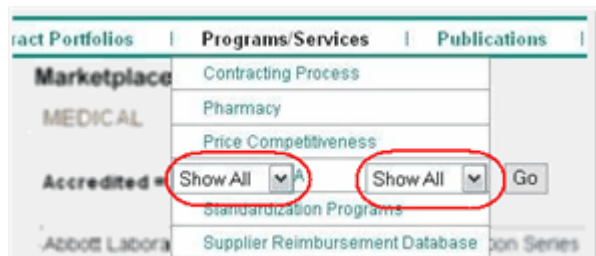 ract Portfolios | Programs/Services | Publications |
Marketplace Contracting Process
MEDICAL Pharmacy
Price Competitiveness
Accredited = Show All A Show All Go
Standardization Programs
Abbott Labora Supplier Reimbursement Database on Series